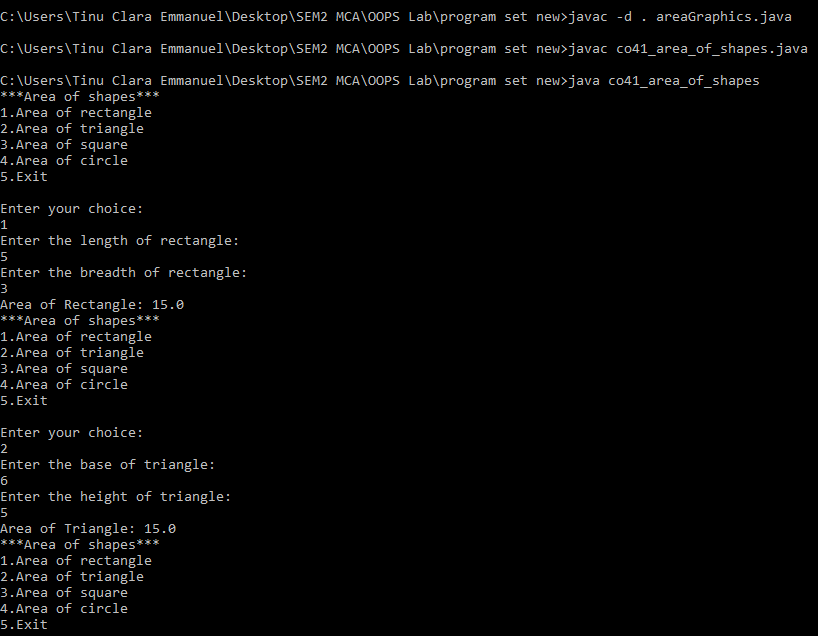 C:\Users\Tinu Clara Emmanuel\Desktop\SEM2 MCA\OOPS Lab\program set new>javac -d . areaGraphics.java
C:\Users\Tinu Clara Emmanuel\Desktop\SEM2 MCA\OOPS Lab\program set new>javac co41_area_of_shapes.java
C:\Users\Tinu Clara Emmanuel\Desktop\SEM2 MCA\OOPS Lab\program set new>java co41_area_of_shapes
***Area of shapes***
1.Area of rectangle
2.Area of triangle
3.Area of square
4.Area of circle
5.Exit
Enter your choice:
1
Enter the length of rectangle:
5
Enter the breadth of rectangle:
3
Area of Rectangle: 15.0
***Area of shapes***
1.Area of rectangle
2.Area of triangle
3.Area of square
4.Area of circle
5.Exit
Enter your choice:
2
Enter the base of triangle:
6
Enter the height of triangle:
5
Area of Triangle: 15.0
***Area of shapes***
1.Area of rectangle
2.Area of triangle
3.Area of square
4.Area of circle
5.Exit